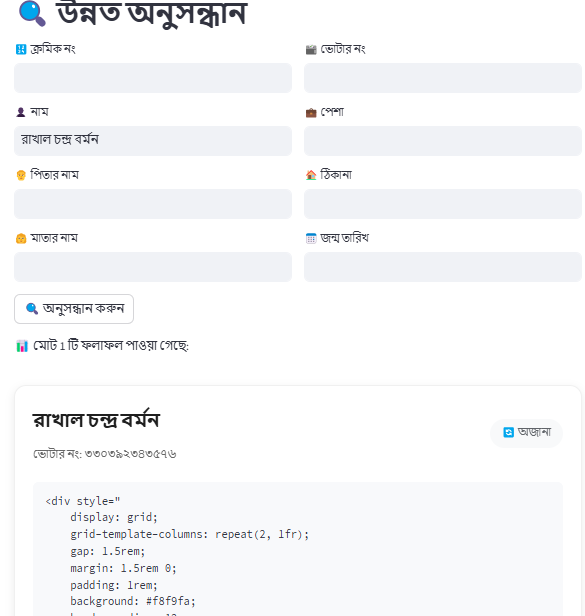 উন্নত অনুসন্ধান
ক্রমিক নং
ভোটার নং
নাম
পেশা
রাখাল চন্দ্র বর্মন
পিতার নাম
ঠিকানা
মাতার নাম
জন্ম তারিখ
অনুসন্ধান করুন
মোট 1 টি ফলাফল পাওয়া গেছে:
রাখাল চন্দ্র বর্মন
অজানা
ভোটার নং: ৩৩০৩৯২৩৪৩৫৭৬
<div style="
display: grid;
grid-template-columns: repeat(2, 1fr);
gap: 1.5rem;
margin: 1.5rem 0;
padding: 1rem;
background: #f8f9fa;